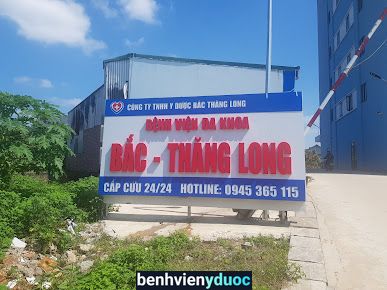 CÔNG TY TNHH Y DƯỢC BẮC THĂNG LONG
BỆNH VIỆN ĐA KHOA
BẮC - THĂNG LONG
CẤP CỨU 24/24 HOTLINE: 0945 365 115
benhvienyduoc